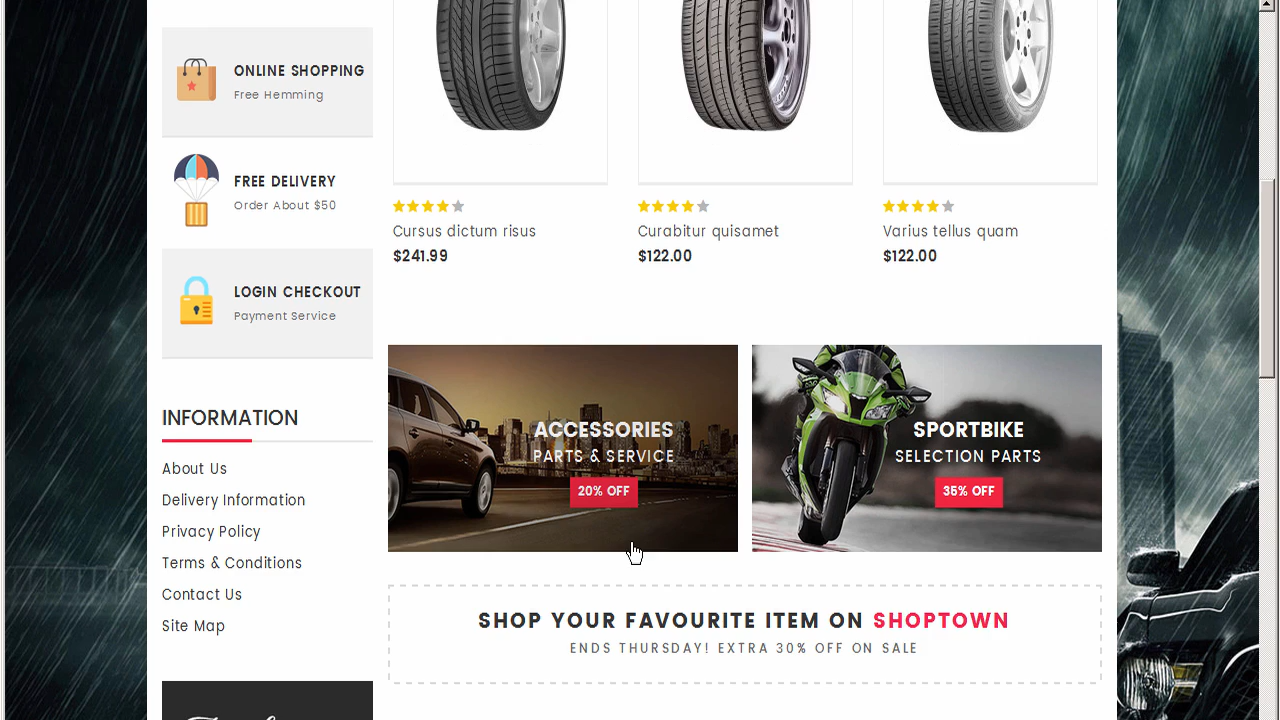 ONLINE SHOPPING
Free Hemming
FREE DELIVERY
Order About $50
LOGIN CHECKOUT
Payment Service
INFORMATION
About Us
Delivery Information
Privacy Policy
Terms & Conditions
Contact Us
Site Map
Cursus dictum risus
$241.99
Curabitur quisamet
$122.00
Varius tellus quam
$122.00
ACCESSORIES
PARTS & SERVICE
20% OFF
SPORTBIKE
SELECTION PARTS
35% OFF
SHOP YOUR FAVOURITE ITEM ON SHOPTOWN
ENDS THURSDAY! EXTRA 30% OFF ON SALE